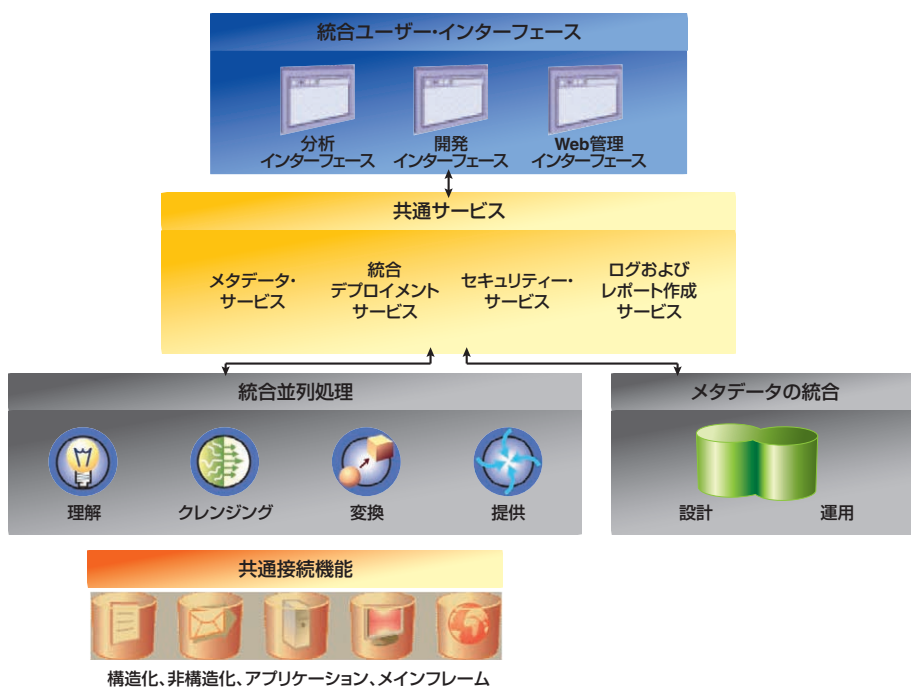 統合ユーザー・インターフェース
分析
インターフェース
開発
インターフェース
Web管理
インターフェース
共通サービス
メタデータ・
サービス
統合
デプロイメント
サービス
セキュリティー・
サービス
ログおよび
レポート作成
サービス
統合並列処理
理解
クレンジング
変換
提供
メタデータの統合
設計
運用
共通接続機能
構造化、非構造化、アプリケーション、メインフレーム